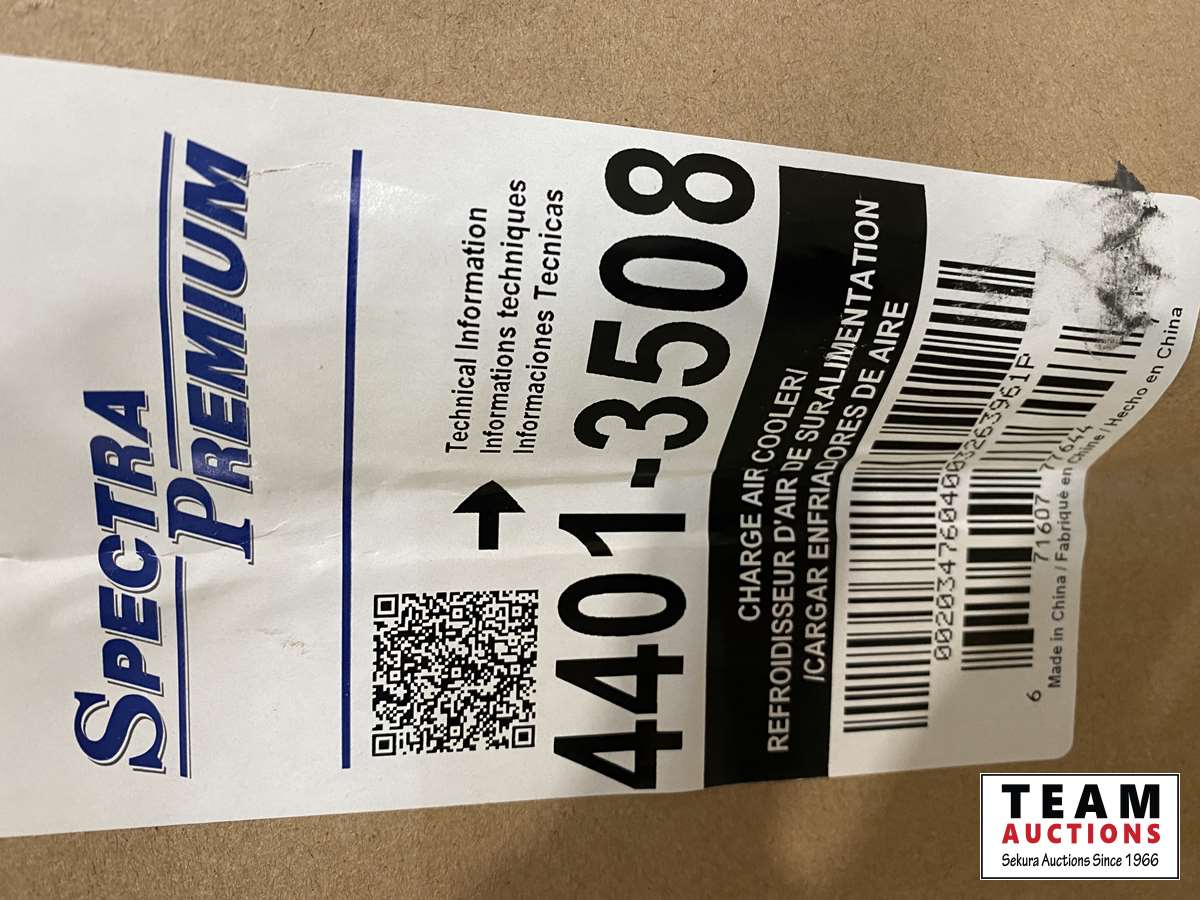 SPECTRA
PREMIUM
Technical Information
Informations techniques
Informaciones Tecnicas
4401-3508
CHARGE AIR COOLER/
REFROIDISSEUR D'AIR DE SURALIMENTATION
/CARGAR ENFRIADORES DE AIRE
00203476040003263961P
6 71607 77644 7
Made in China / Fabriqué en Chine / Hecho en China
TEAM
AUCTIONS
Sekura Auctions Since 1966